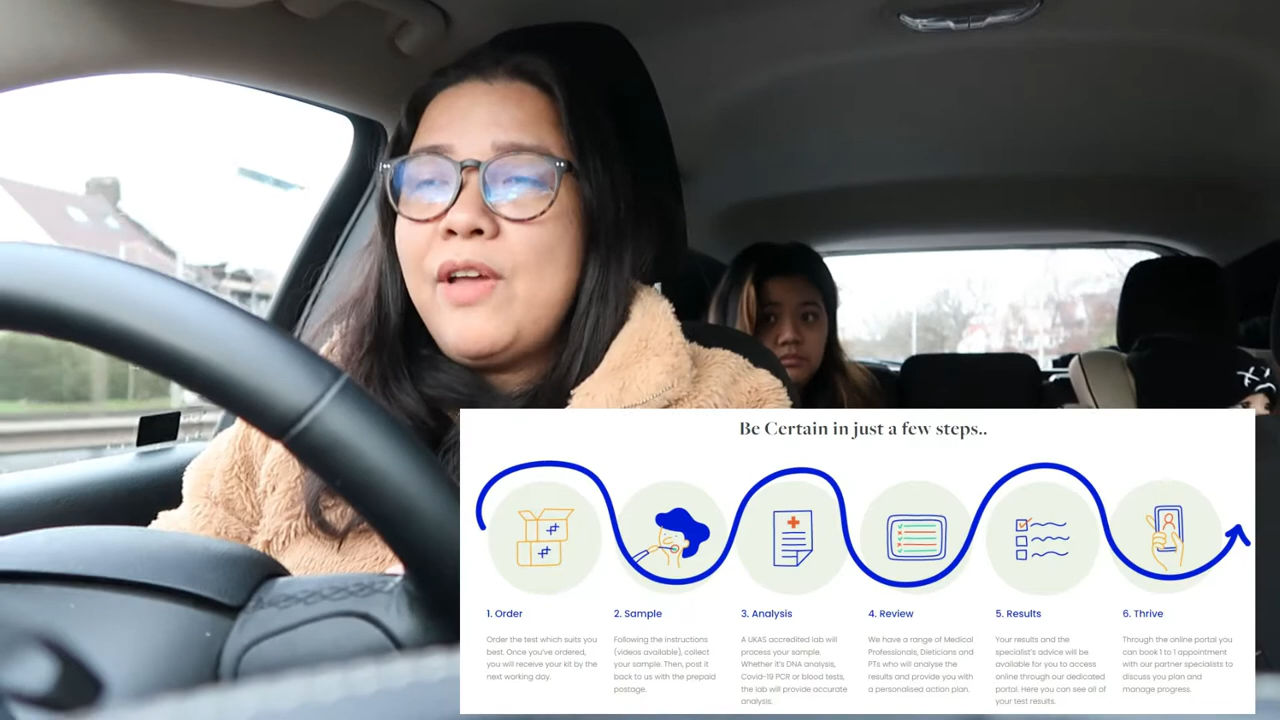 Be Certain in just a few steps..
1. Order
Order the test which suits you
best. Once you've ordered,
you will receive your kit by the
next working day.
2. Sample
Following the instructions
(videos available), collect
your sample. Then, post it
back to us with the prepaid
postage.
3. Analysis
A UKAS accredited lab will
process your sample.
Whether it's DNA analysis,
Covid-19 PCR or blood tests,
the lab will provide accurate
analysis.
4. Review
We have a range of Medical
Professionals, Dieticians and
PTs who will analyse the
results and provide you with
a personalised action plan.
5. Results
Your results and the
specialist's advice will be
available for you to access
online through our dedicated
portal. Here you can see all of
your test results.
6. Thrive
Through the online portal you
can book 1 to 1 appointment
with our partner specialists to
discuss you plan and
manage progress.